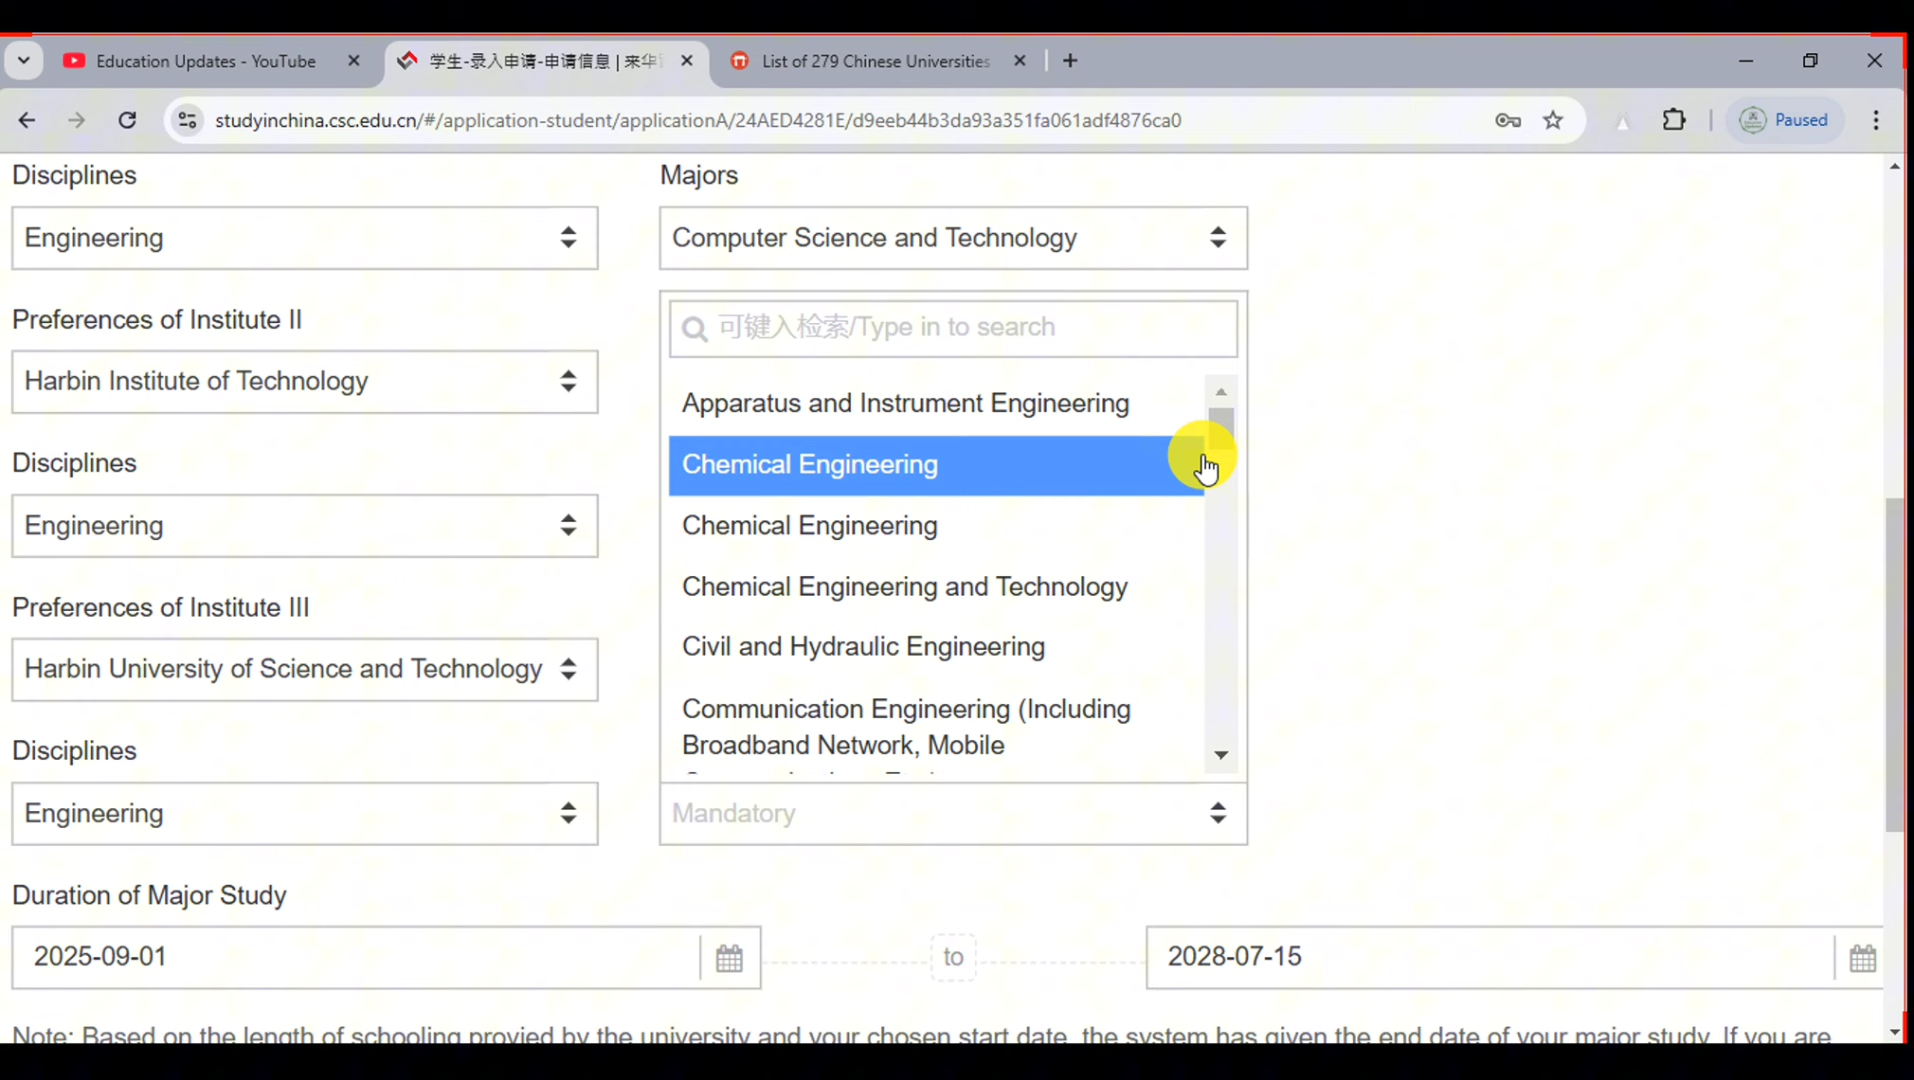 Education Updates - YouTube
学生-录入申请-申请信息 | 来华
List of 279 Chinese Universities
studyinchina.csc.edu.cn/#/application-student/applicationA/24AED4281E/d9eeb44b3da93a351fa061adf4876ca0
Paused
Disciplines
Majors
Engineering
Computer Science and Technology
Preferences of Institute II
可键入检索/Type in to search
Harbin Institute of Technology
Apparatus and Instrument Engineering
Disciplines
Chemical Engineering
Engineering
Chemical Engineering
Chemical Engineering and Technology
Preferences of Institute III
Civil and Hydraulic Engineering
Harbin University of Science and Technology
Communication Engineering (Including
Broadband Network, Mobile
Disciplines
Engineering
Mandatory
Duration of Major Study
2025-09-01
to
2028-07-15
Note: Based on the length of schooling provied by the university and your chosen start date, the system has given the end date of your major study. If you are